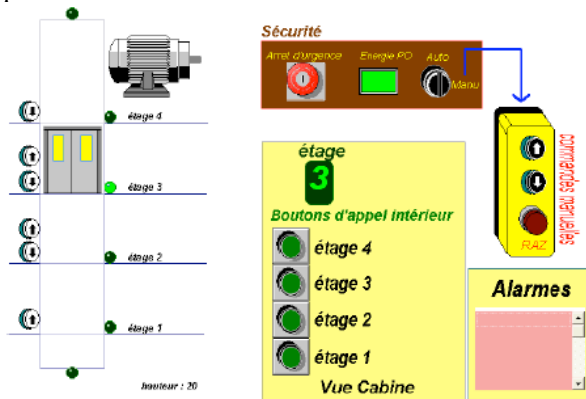 étage 4
étage 3
étage 2
étage 1
hauteur : 20
Sécurité
Arret d'urgence
Energie PO
Auto
Manu
commandes manuelles
RAZ
étage
3
Boutons d'appel intérieur
étage 4
étage 3
étage 2
étage 1
Vue Cabine
Alarmes